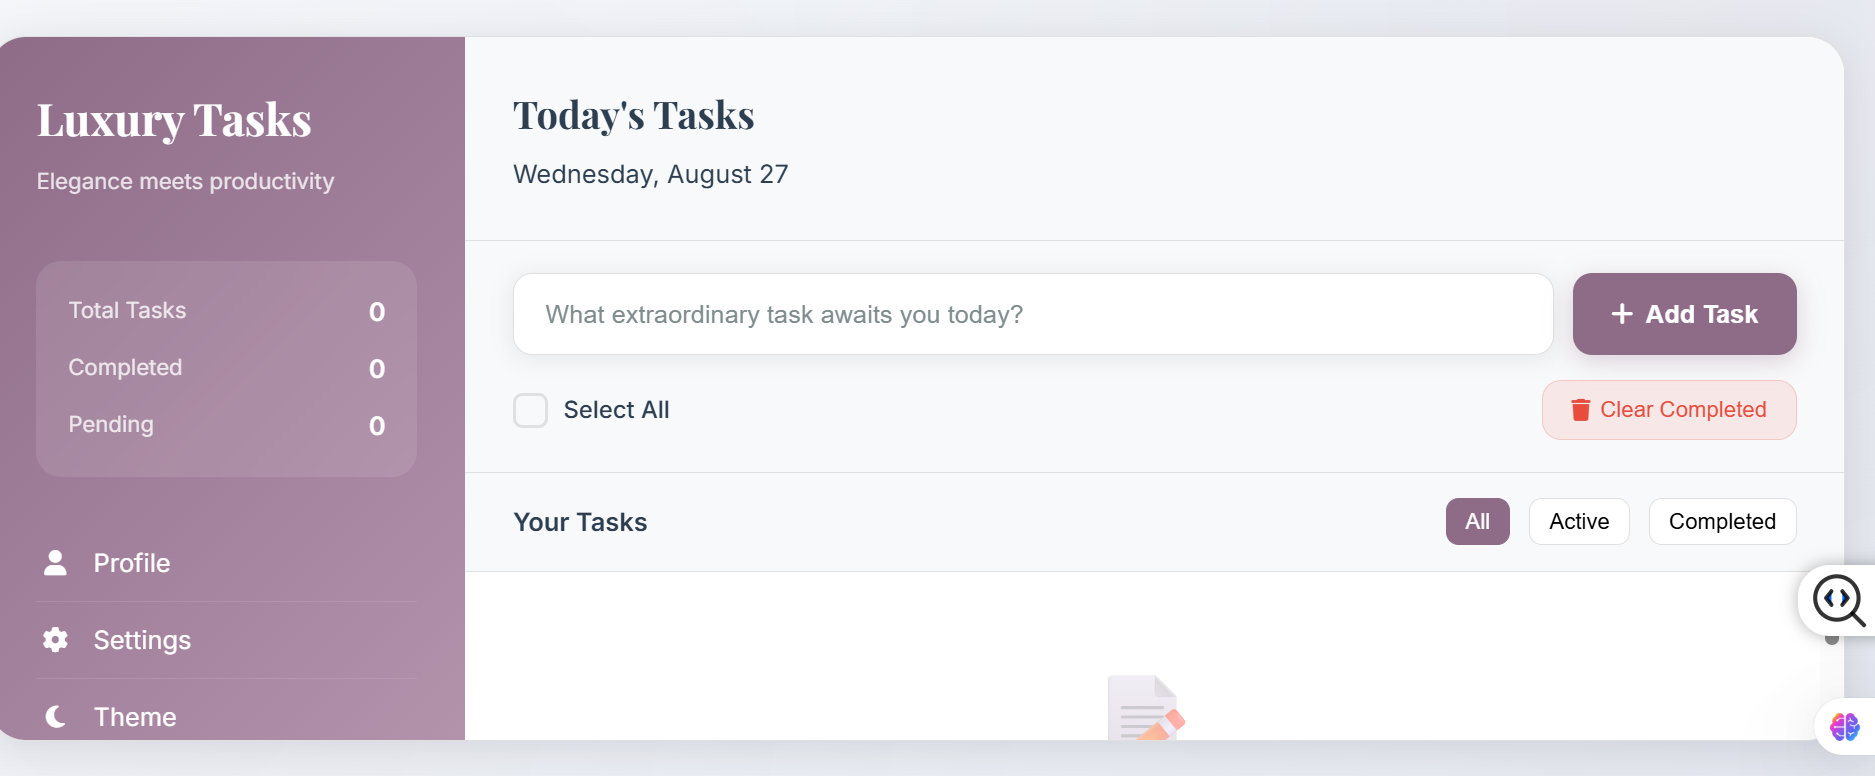 Luxury Tasks
Elegance meets productivity
Total Tasks 0
Completed 0
Pending 0
Profile
Settings
Theme
Today's Tasks
Wednesday, August 27
What extraordinary task awaits you today?
+ Add Task
Select All
Clear Completed
Your Tasks
All Active Completed